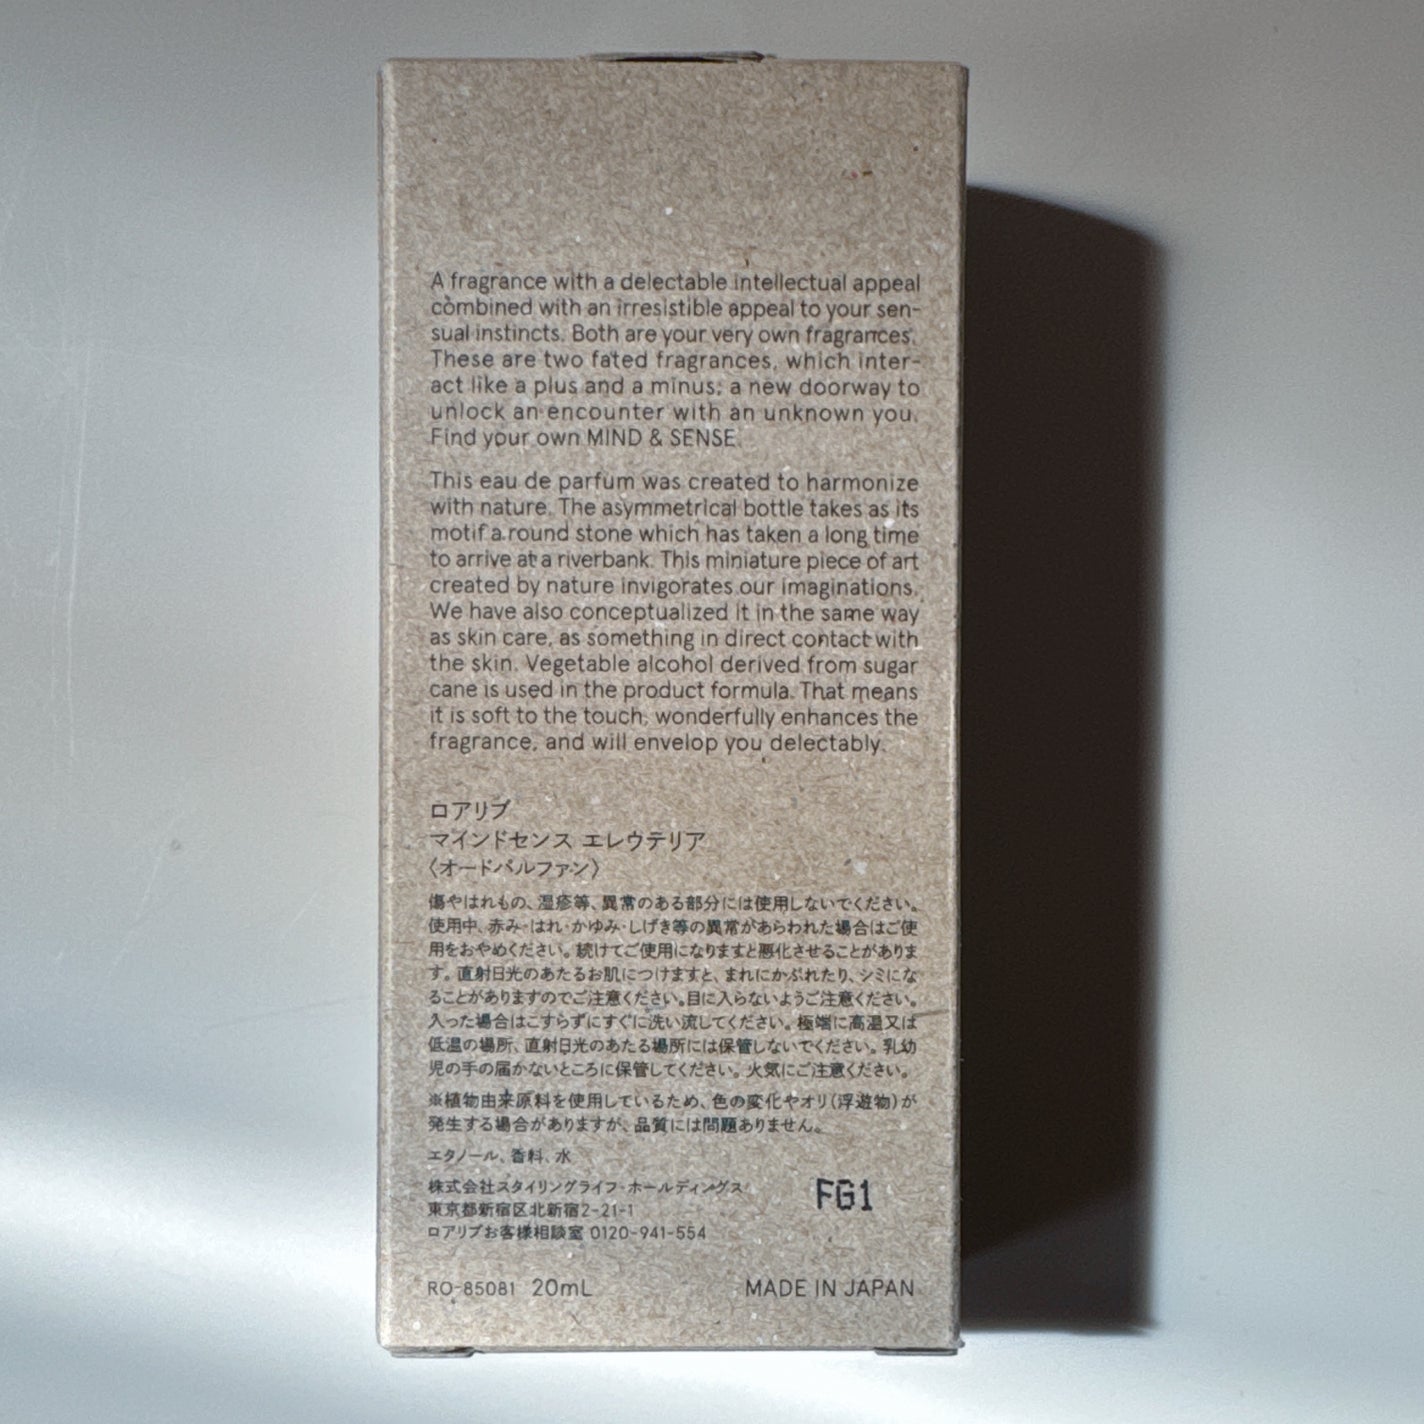 A fragrance with a delectable intellectual appeal
combined with an irresistible appeal to your sen-
sual instincts. Both are your very own fragrances.
These are two fated fragrances, which inter-
act like a plus and a minus; a new doorway to
unlock an encounter with an unknown you.
Find your own MIND & SENSE.
This eau de parfum was created to harmonize
with nature. The asymmetrical bottle takes as its
motif a round stone which has taken a long time
to arrive at a riverbank. This miniature piece of art
created by nature invigorates our imaginations.
We have also conceptualized it in the same way
as skin care, as something in direct contact with
the skin. Vegetable alcohol derived from sugar
cane is used in the product formula. That means
it is soft to the touch, wonderfully enhances the
fragrance, and will envelop you delectably.
ロアリブ
マインドセンス エレウテリア
〈オードパルファン〉
傷やはれもの、湿疹等、異常のある部分には使用しないでください。
使用中、赤み・はれ・かゆみ・しげき等の異常があらわれた場合はご使
用をおやめください。続けてご使用になりますと悪化させることがありま
す。直射日光のあたるお肌につけますと、まれにかぶれたり、シミにな
ることがありますのでご注意ください。目に入らないようご注意ください。
入った場合はこすらずにすぐに洗い流してください。極端に高温又は
低温の場所、直射日光のあたる場所には保管しないでください。乳幼
児の手の届かないところに保管してください。火気にご注意ください。
※植物由来原料を使用しているため、色の変化やオリ(浮遊物)が
発生する場合がありますが、品質には問題ありません。
エタノール、香料、水
株式会社スタイリングライフ・ホールディングス
東京都新宿区北新宿2-21-1
ロアリブお客様相談室 0120-941-554
FG1
RO-85081 20mL MADE IN JAPAN